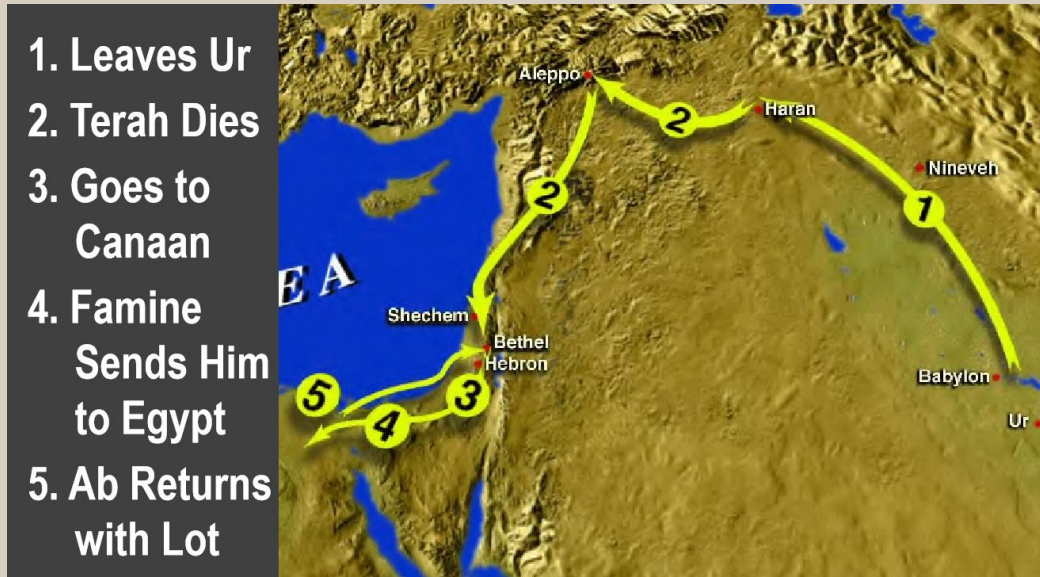 1. Leaves Ur
2. Terah Dies
3. Goes to
Canaan
4. Famine
Sends Him
to Egypt
5. Ab Returns
with Lot
Aleppo
2
Haran
Nineveh
2
1
EA
Shechem
Bethel
Hebron
Babylon
5
3
4
Ur